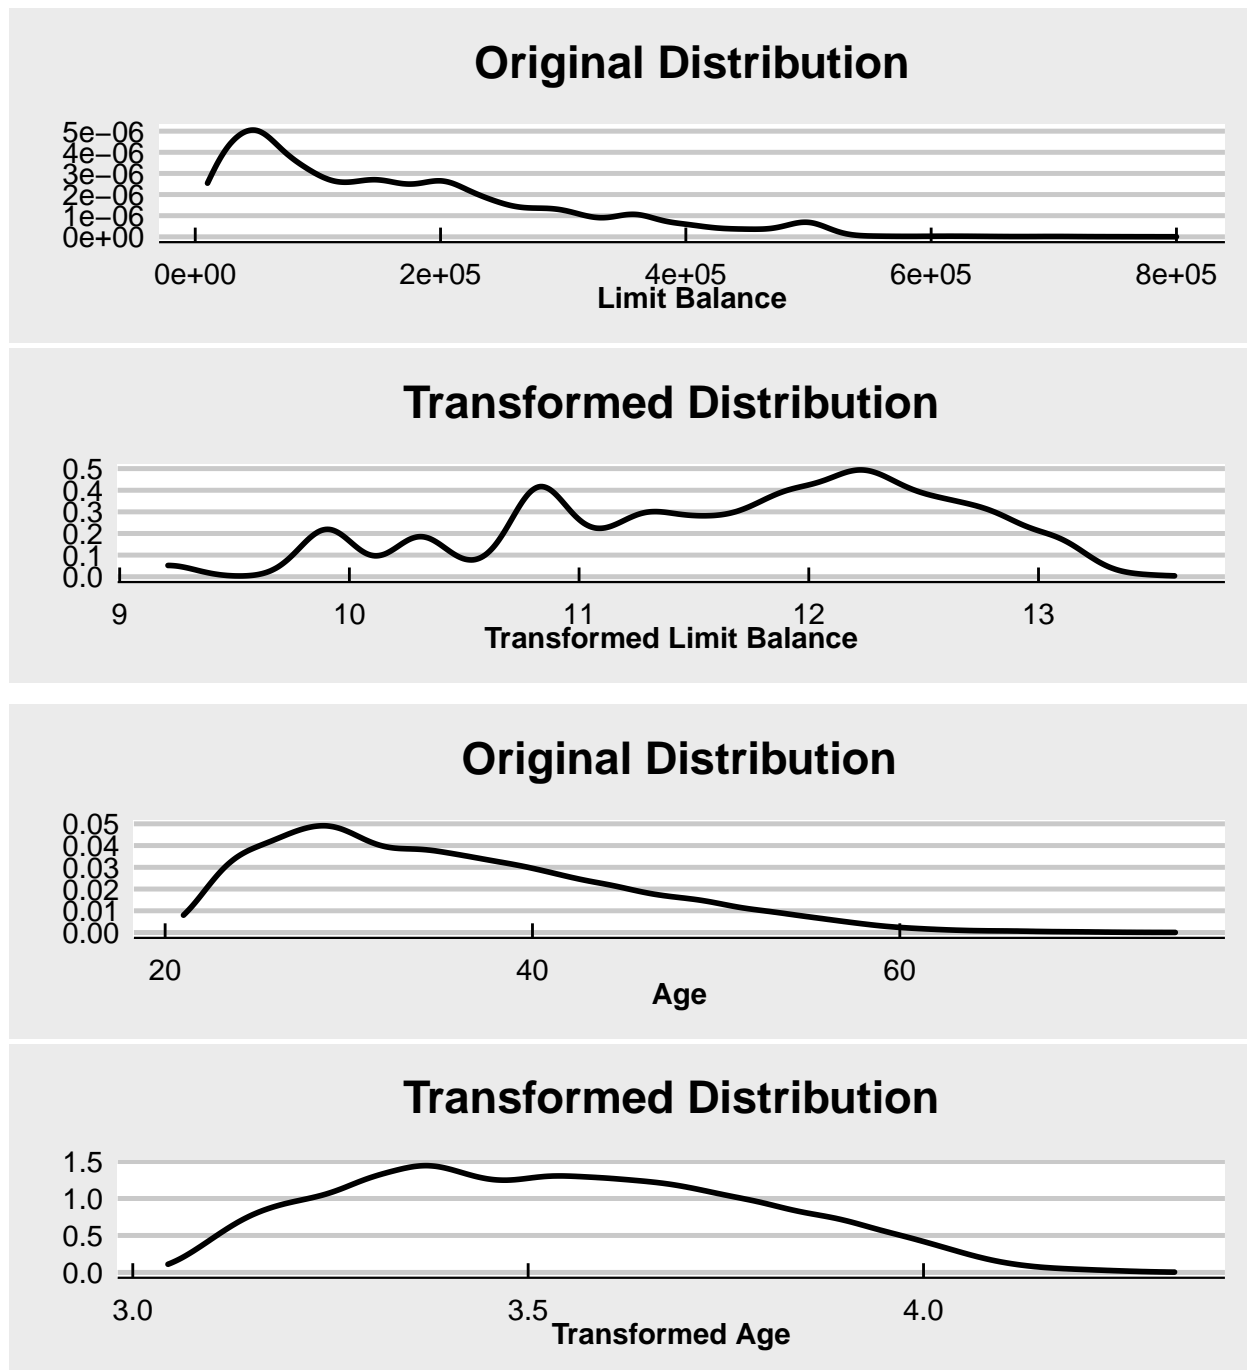 Original Distribution
5e−06
4e−06
3e−06
2e−06
1e−06
0e+00
0e+00 2e+05 4e+05 6e+05 8e+05
Limit Balance
Transformed Distribution
0.5
0.4
0.3
0.2
0.1
0.0
9 10 11 12 13
Transformed Limit Balance
Original Distribution
0.05
0.04
0.03
0.02
0.01
0.00
20 40 60
Age
Transformed Distribution
1.5
1.0
0.5
0.0
3.0 3.5 4.0
Transformed Age